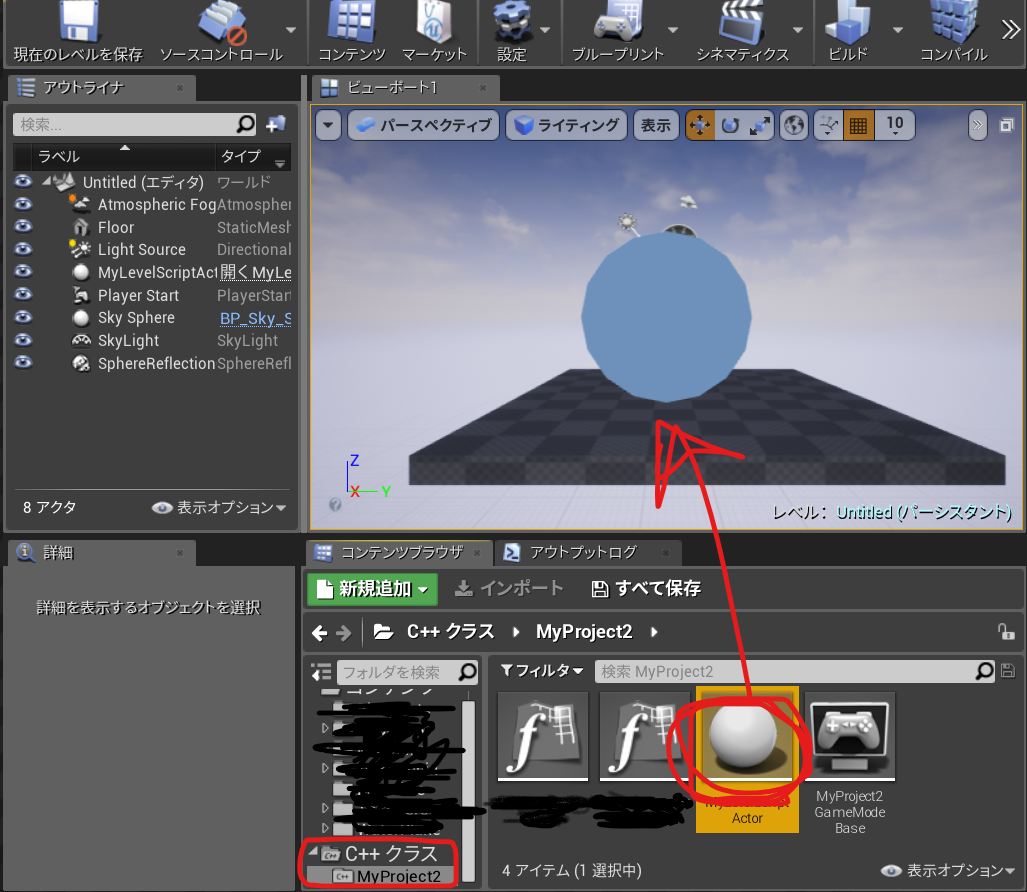 現在のレベルを保存 ソースコントロール コンテンツ マーケット 設定 ブループリント シネマティクス ビルド コンパイル
アウトライナ
検索...
ラベル タイプ
Untitled (エディタ) ワールド
Atmospheric Fog Atmospher
Floor StaticMesh
Light Source Directional
MyLevelScriptAct 開く MyLe
Player Start PlayerStart
Sky Sphere BP_Sky_S
SkyLight SkyLight
SphereReflection SphereRefl
8 アクタ 表示オプション
ビューポート1
パースペクティブ ライティング 表示 10
Z
X Y
レベル: Untitled (パーシスタント)
詳細
詳細を表示するオブジェクトを選択
コンテンツブラウザ アウトプットログ
新規追加 インポート すべて保存
C++ クラス MyProject2
フォルダを検索 フィルタ 検索 MyProject2
コンテンツ
C++ クラス
MyProject2
Actor
MyProject2
GameMode
Base
4 アイテム (1 選択中) 表示オプション